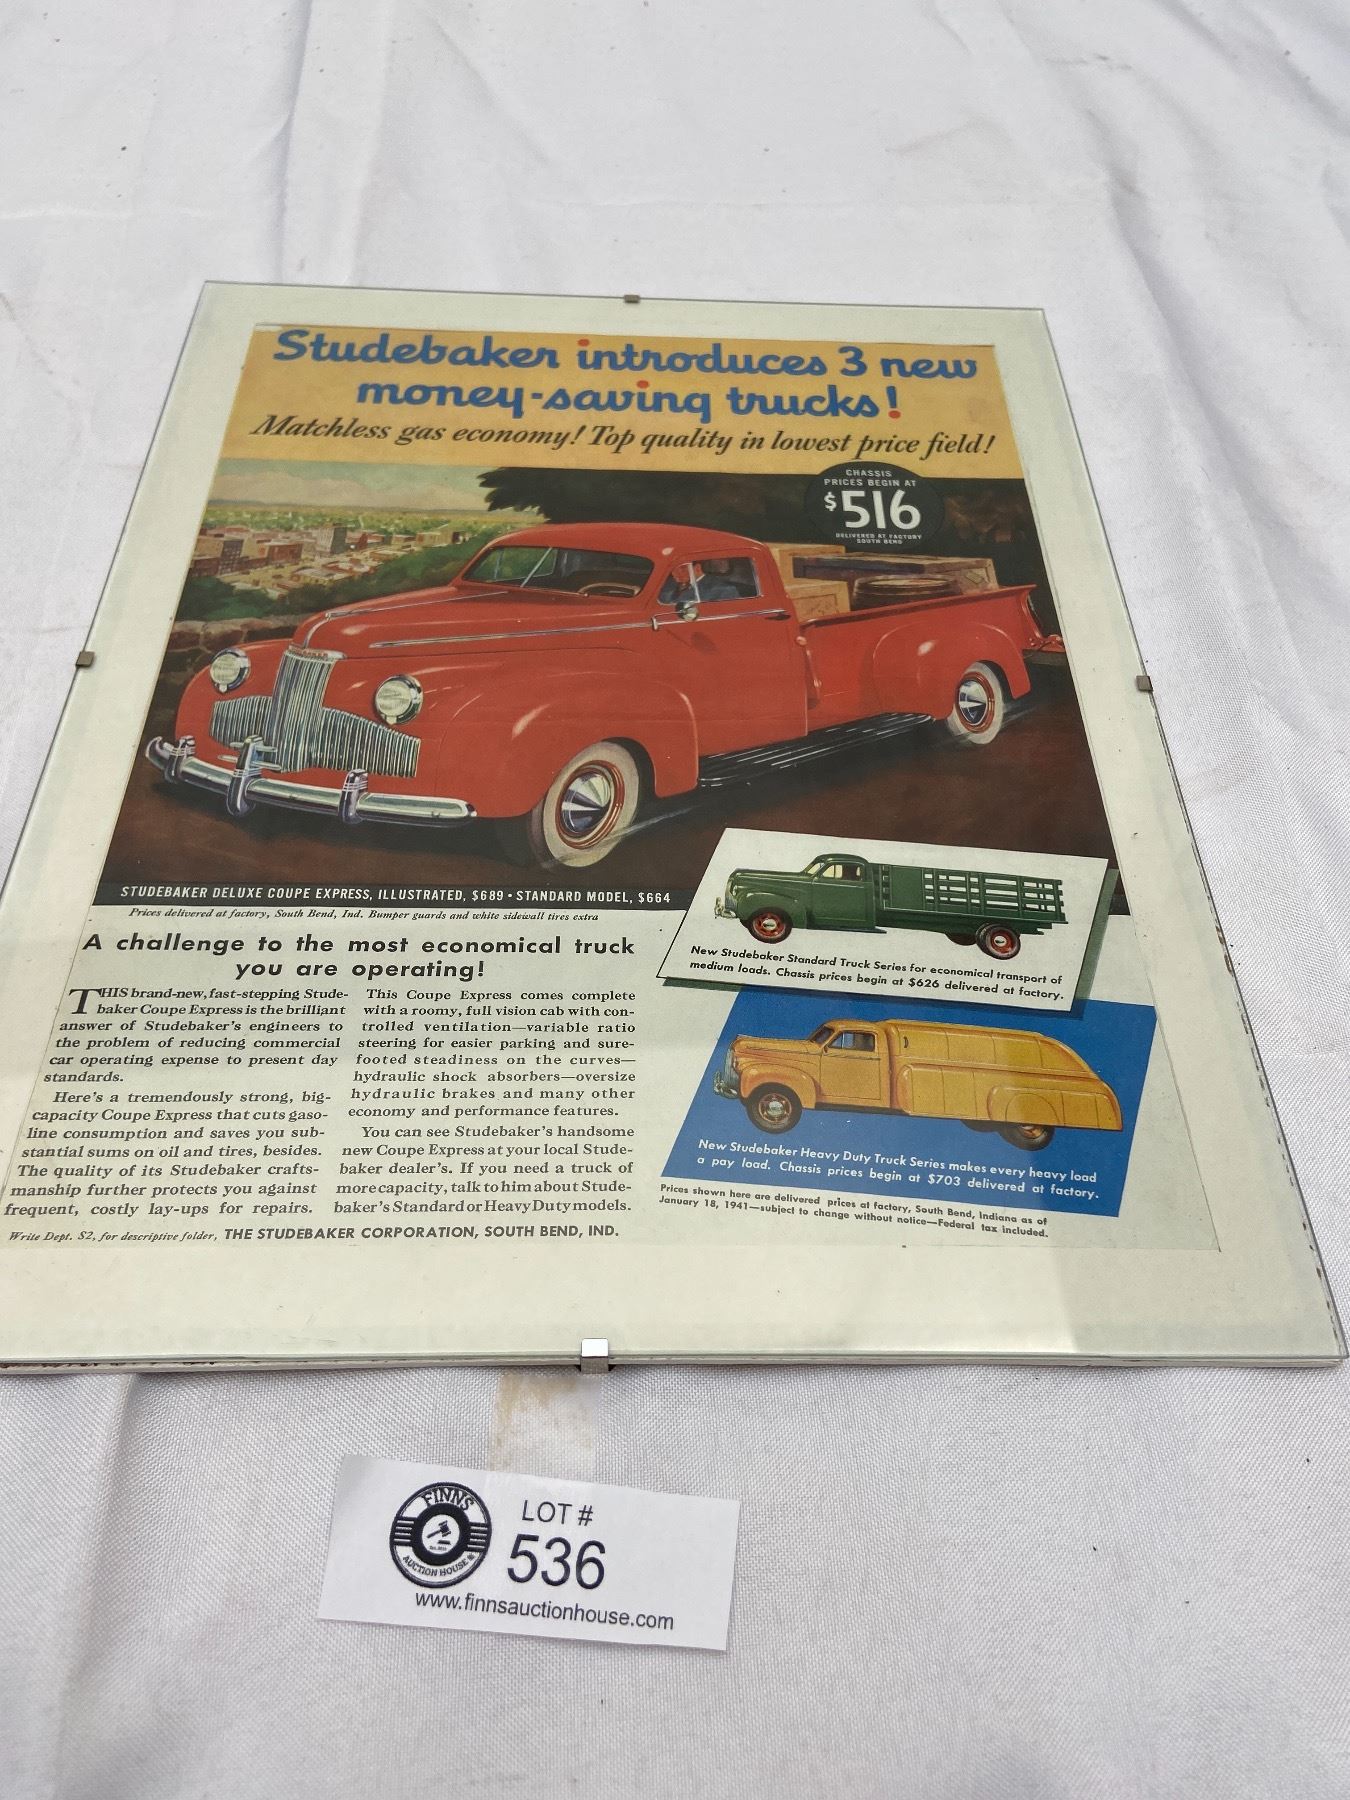 Studebaker introduces 3 new
money-saving trucks!
Matchless gas economy! Top quality in lowest price field!
CHASSIS
PRICES BEGIN AT
$516
DELIVERED AT FACTORY
SOUTH BEND
STUDEBAKER DELUXE COUPE EXPRESS, ILLUSTRATED, $689 • STANDARD MODEL, $664
Prices delivered at factory, South Bend, Ind. Bumper guards and white sidewall tires extra
A challenge to the most economical truck
you are operating!
THIS brand-new, fast-stepping Stude-
baker Coupe Express is the brilliant
answer of Studebaker's engineers to
the problem of reducing commercial
car operating expense to present day
standards.
Here's a tremendously strong, big-
capacity Coupe Express that cuts gaso-
line consumption and saves you sub-
stantial sums on oil and tires, besides.
The quality of its Studebaker crafts-
manship further protects you against
frequent, costly lay-ups for repairs.
This Coupe Express comes complete
with a roomy, full vision cab with con-
trolled ventilation—variable ratio
steering for easier parking and sure-
footed steadiness on the curves—
hydraulic shock absorbers—oversize
hydraulic brakes and many other
economy and performance features.
You can see Studebaker's handsome
new Coupe Express at your local Stude-
baker dealer's. If you need a truck of
more capacity, talk to him about Stude-
baker's Standard or Heavy Duty models.
Write Dept. S2, for descriptive folder, THE STUDEBAKER CORPORATION, SOUTH BEND, IND.
New Studebaker Standard Truck Series for economical transport of
medium loads. Chassis prices begin at $626 delivered at factory.
New Studebaker Heavy Duty Truck Series makes every heavy load
a pay load. Chassis prices begin at $703 delivered at factory.
Prices shown here are delivered prices at factory, South Bend, Indiana as of
January 18, 1941—subject to change without notice—Federal tax included.
FINNS
AUCTION HOUSE
LOT #
536
www.finnsauctionhouse.com